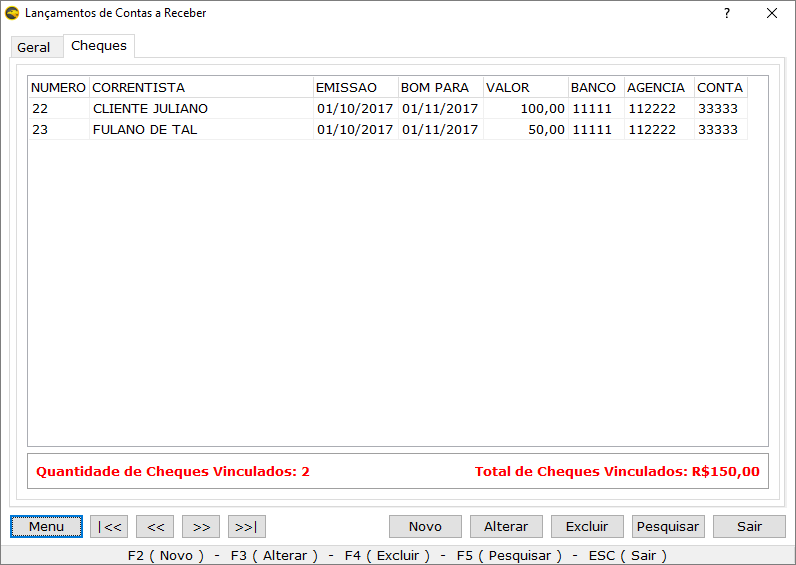 Lançamentos de Contas a Receber ?
Geral Cheques
NUMERO CORRENTISTA EMISSAO BOM PARA VALOR BANCO AGENCIA CONTA
22 CLIENTE JULIANO 01/10/2017 01/11/2017 100,00 11111 112222 33333
23 FULANO DE TAL 01/10/2017 01/11/2017 50,00 11111 112222 33333
Quantidade de Cheques Vinculados: 2 Total de Cheques Vinculados: R$150,00
Menu |<< << >> >>| Novo Alterar Excluir Pesquisar Sair
F2 ( Novo ) - F3 ( Alterar ) - F4 ( Excluir ) - F5 ( Pesquisar ) - ESC ( Sair )